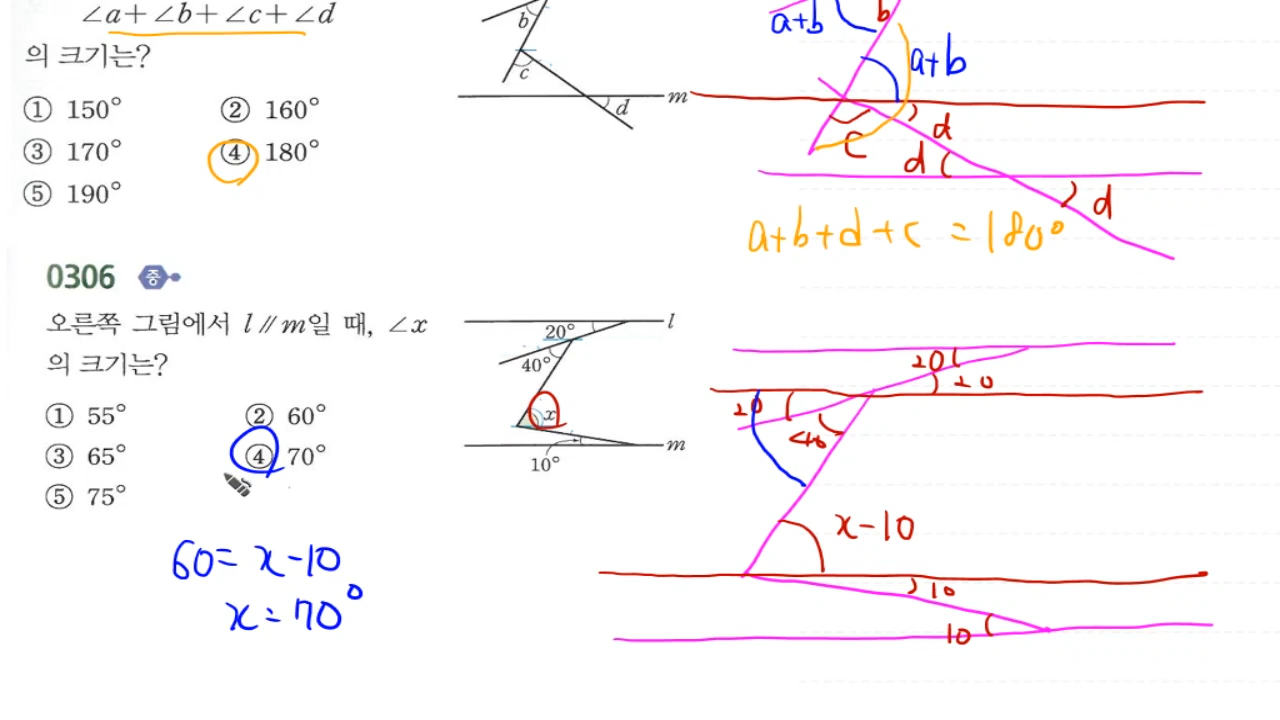 ∠a+∠b+∠c+∠d
의 크기는?
① 150° ② 160°
③ 170° ④ 180°
⑤ 190°
b
c
d
m
a+b
b
a+b
c
d
d
d
a+b+d+c = 180°
0306 중
오른쪽 그림에서 l∥m일 때, ∠x
의 크기는?
① 55° ② 60°
③ 65° ④ 70°
⑤ 75°
20°
l
40°
x
m
10°
20
20
20
40
x-10
10
10
60= x-10
x= 70°